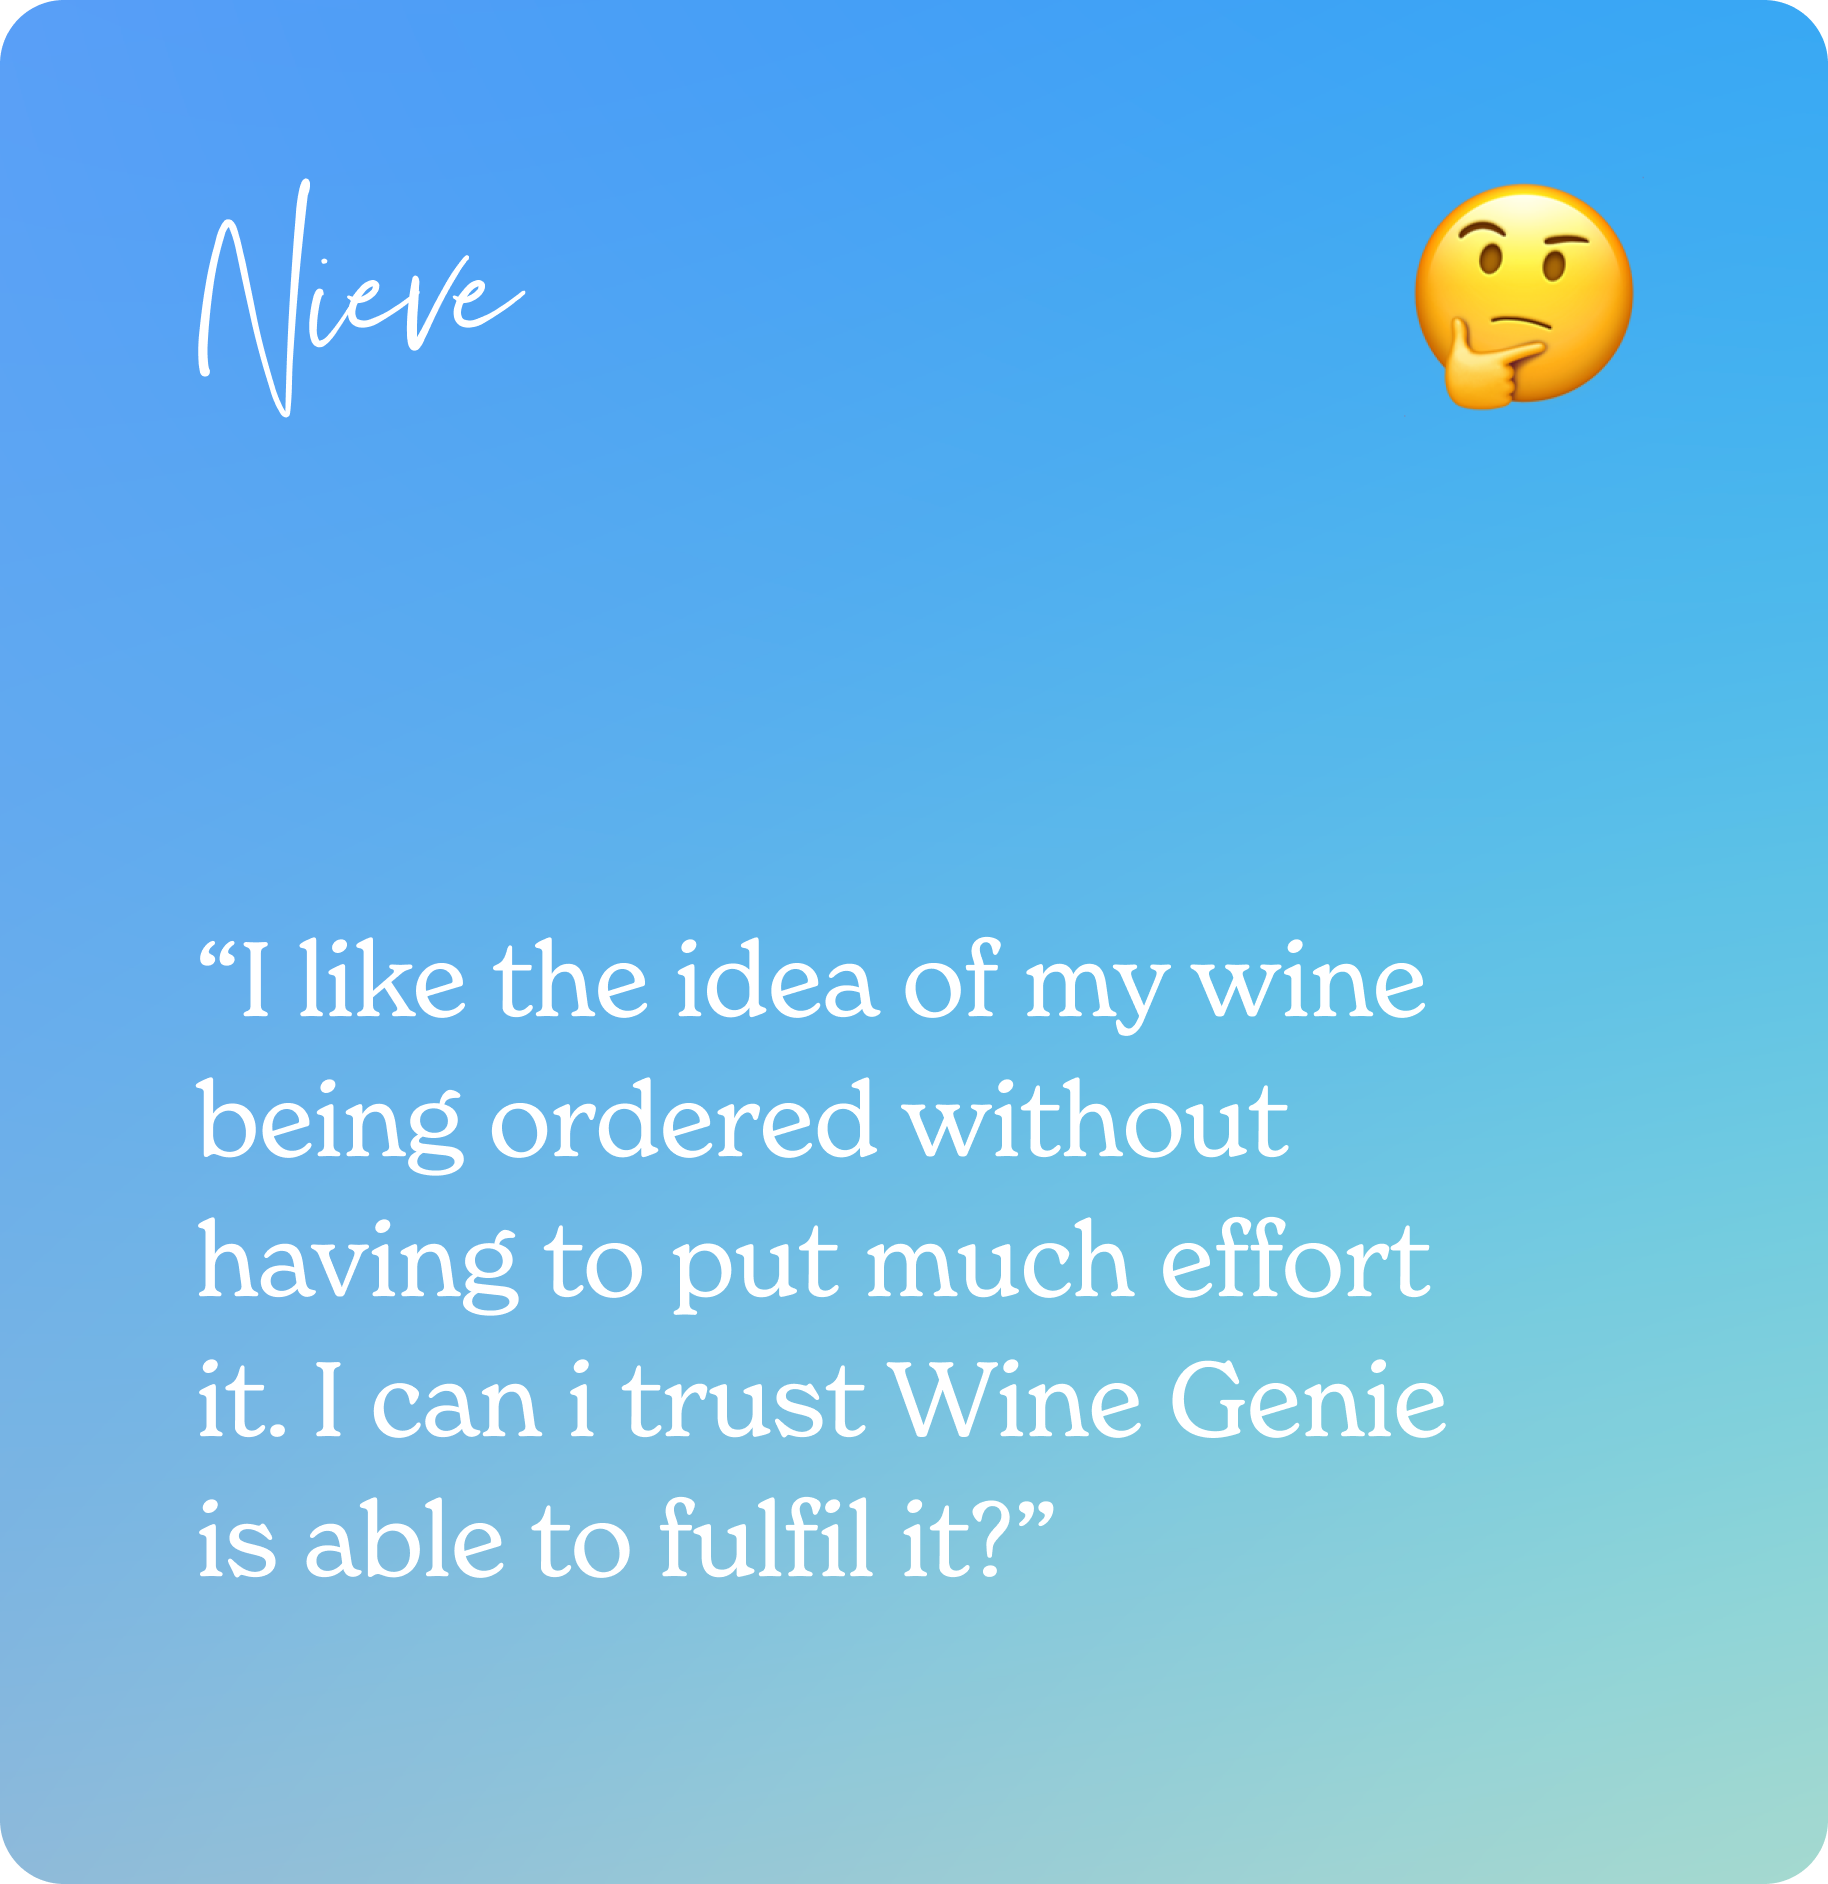 Nieve
“I like the idea of my wine
being ordered without
having to put much effort
it. I can i trust Wine Genie
is able to fulfil it?”